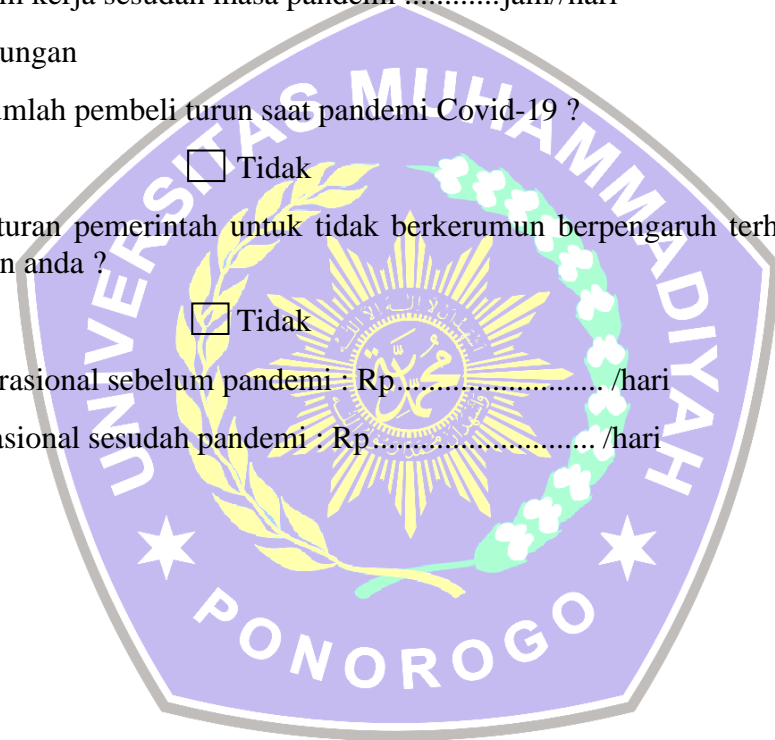 kerja sesudah masa pandemi ............jam//hari
ungan
umlah pembeli turun saat pandemi Covid-19 ?
Tidak
turan pemerintah untuk tidak berkerumun berpengaruh terh
n anda ?
Tidak
rasional sebelum pandemi : Rp.......................... /hari
asional sesudah pandemi : Rp............................ /hari
UNIVERSITAS MUHAMMADIYAH
PONOROGO